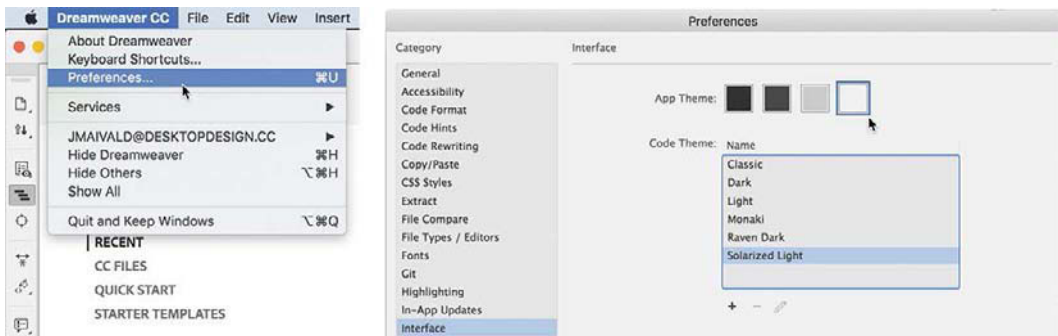 Dreamweaver CC File Edit View Insert
About Dreamweaver
Keyboard Shortcuts...
Preferences... ⌘U
Services ▶
JMAIVALD@DESKTOPDESIGN.CC ▶
Hide Dreamweaver ⌘H
Hide Others ⌥⌘H
Show All
Quit and Keep Windows ⌥⌘Q
RECENT
CC FILES
QUICK START
STARTER TEMPLATES
Preferences
Category
General
Accessibility
Code Format
Code Hints
Code Rewriting
Copy/Paste
CSS Styles
Extract
File Compare
File Types / Editors
Fonts
Git
Highlighting
In-App Updates
Interface
Interface
App Theme:
Code Theme: Name
Classic
Dark
Light
Monaki
Raven Dark
Solarized Light